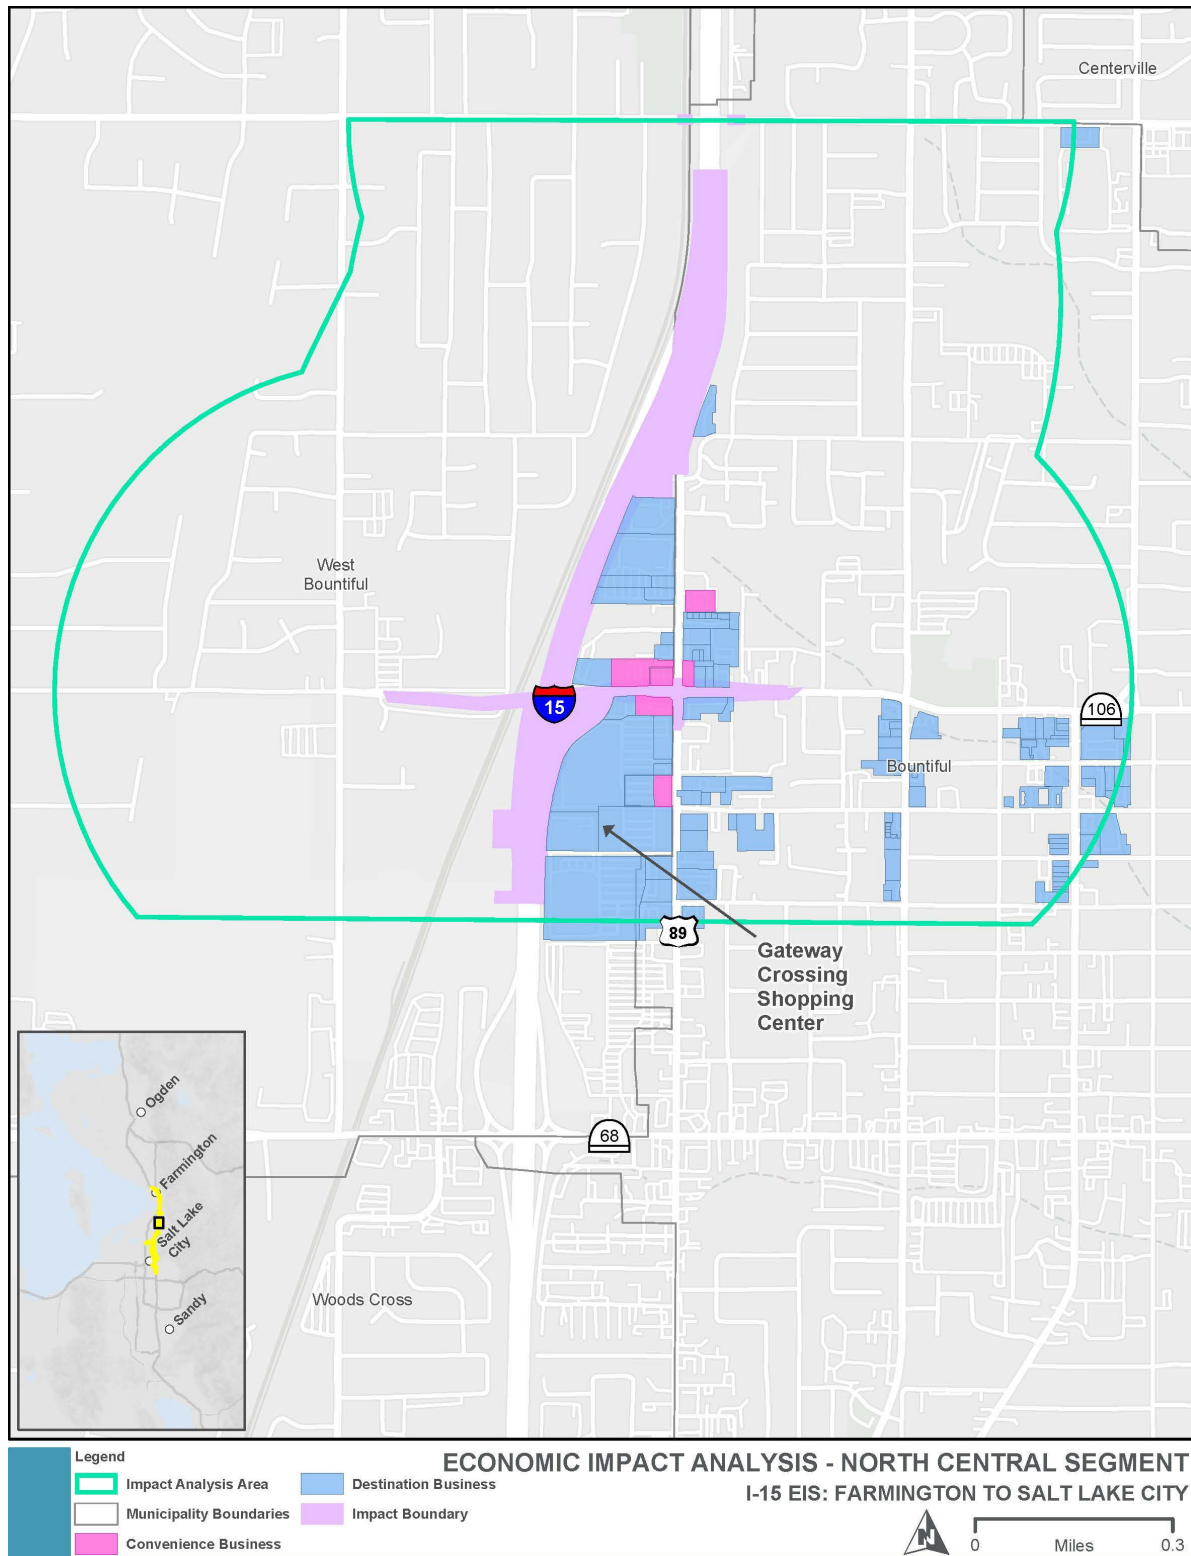 Centerville
West
Bountiful
15
106
Bountiful
89
Gateway
Crossing
Shopping
Center
68
Woods Cross
Ogden
Farmington
Salt Lake
City
Sandy
Legend
Impact Analysis Area
Municipality Boundaries
Convenience Business
Destination Business
Impact Boundary
ECONOMIC IMPACT ANALYSIS - NORTH CENTRAL SEGMENT
I-15 EIS: FARMINGTON TO SALT LAKE CITY
N
0 Miles 0.3